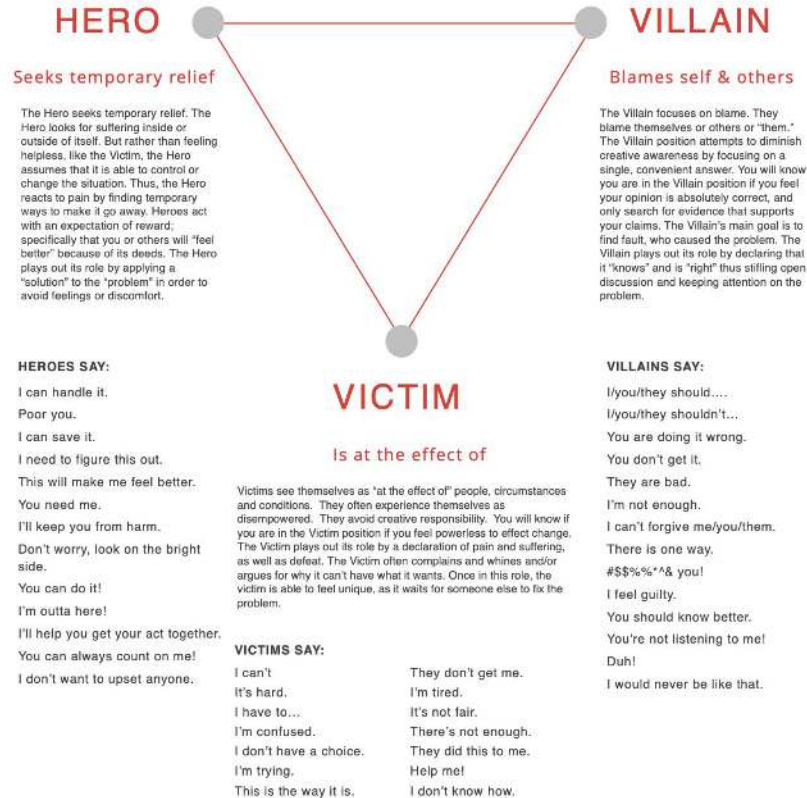 HERO
Seeks temporary relief
The Hero seeks temporary relief. The
Hero looks for suffering inside or
outside of itself. But rather than feeling
helpless, like the Victim, the Hero
assumes that it is able to control or
change the situation. Thus, the Hero
reacts to pain by finding temporary
ways to make it go away. Heroes act
with an expectation of reward;
specifically that you or others will "feel
better" because of its deeds. The Hero
plays out its role by applying a
"solution" to the "problem" in order to
avoid feelings or discomfort.
HEROES SAY:
I can handle it.
Poor you.
I can save it.
I need to figure this out.
This will make me feel better.
You need me.
I'll keep you from harm.
Don't worry, look on the bright
side.
You can do it!
I'm outta here!
I'll help you get your act together.
You can always count on me!
I don't want to upset anyone.
VICTIM
Is at the effect of
Victims see themselves as "at the effect of" people, circumstances
and conditions. They often experience themselves as
disempowered. They avoid creative responsibility. You will know if
you are in the Victim position if you feel powerless to effect change.
The Victim plays out its role by a declaration of pain and suffering,
as well as defeat. The Victim often complains and whines and/or
argues for why it can't have what it wants. Once in this role, the
victim is able to feel unique, as it waits for someone else to fix the
problem.
VICTIMS SAY:
I can't
It's hard.
I have to...
I'm confused.
I don't have a choice.
I'm trying.
This is the way it is.
They don't get me.
I'm tired.
It's not fair.
There's not enough.
They did this to me.
Help me!
I don't know how.
VILLAIN
Blames self & others
The Villain focuses on blame. They
blame themselves or others or "them."
The Villain position attempts to diminish
creative awareness by focusing on a
single, convenient answer. You will know
you are in the Villain position if you feel
your opinion is absolutely correct, and
only search for evidence that supports
your claims. The Villain's main goal is to
find fault, who caused the problem. The
Villain plays out its role by declaring that
it "knows" and is "right" thus stifling open
discussion and keeping attention on the
problem.
VILLAINS SAY:
I/you/they should....
I/you/they shouldn't...
You are doing it wrong.
You don't get it.
They are bad.
I'm not enough.
I can't forgive me/you/them.
There is one way.
#$$%%*^& you!
I feel guilty.
You should know better.
You're not listening to me!
Duh!
I would never be like that.